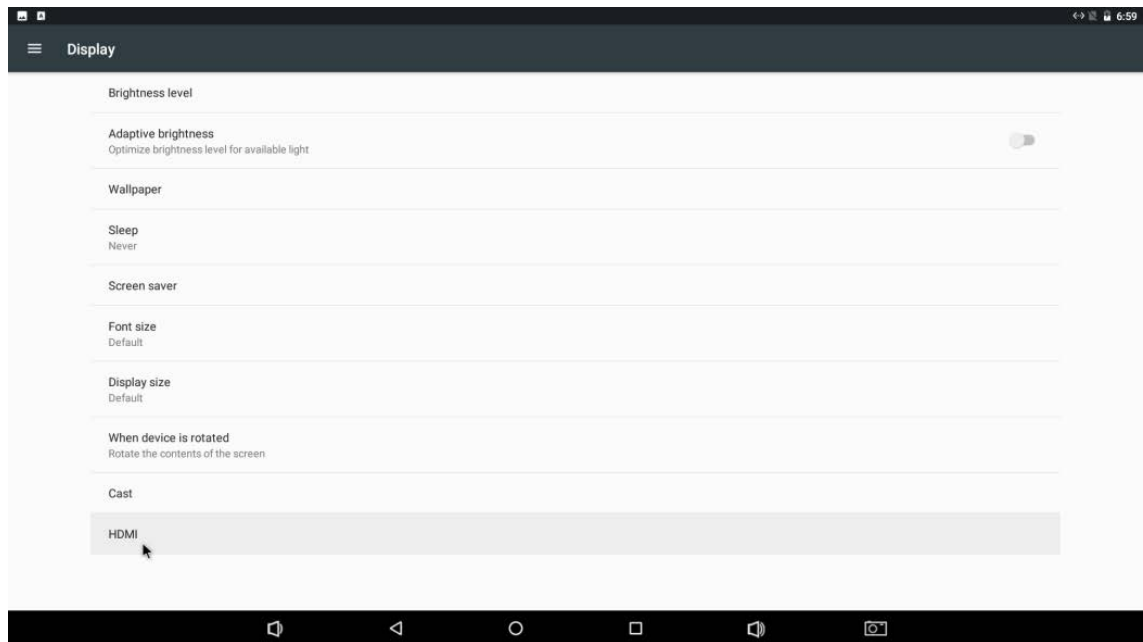 6:59
Display
Brightness level
Adaptive brightness
Optimize brightness level for available light
Wallpaper
Sleep
Never
Screen saver
Font size
Default
Display size
Default
When device is rotated
Rotate the contents of the screen
Cast
HDMI